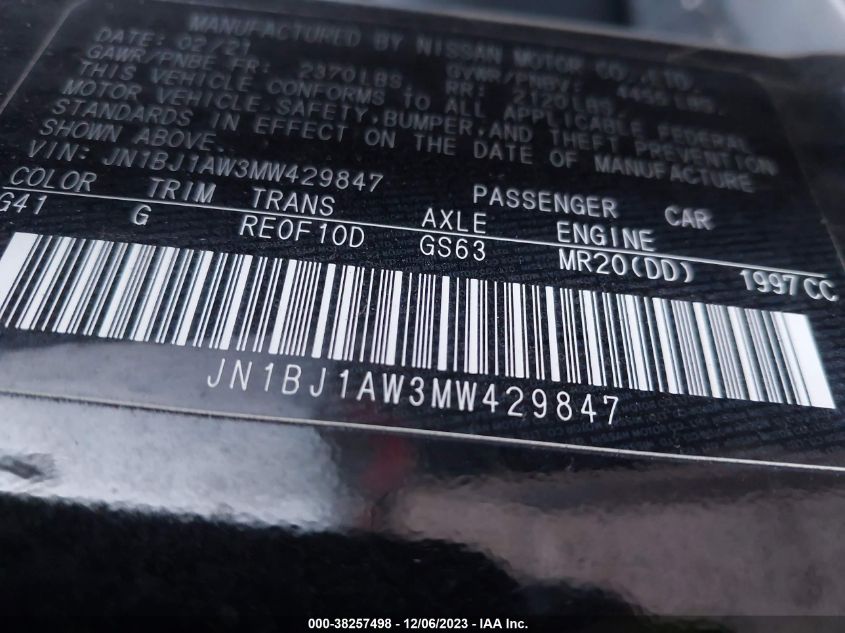 MANUFACTURED BY NISSAN MOTOR CO., LTD.
DATE: 02/21 GVWR/PNBV: LBS
GAWR/PNBE FR: 2370LBS RR: 2120LBS
THIS VEHICLE CONFORMS TO ALL APPLICABLE FEDERAL
MOTOR VEHICLE SAFETY, BUMPER, AND THEFT PREVENTION
STANDARDS IN EFFECT ON THE DATE OF MANUFACTURE
SHOWN ABOVE.
VIN: JN1BJ1AW3MW429847 PASSENGER CAR
COLOR TRIM TRANS AXLE ENGINE
G41 G RE0F10D GS63 MR20(DD) 1997CC
JN1BJ1AW3MW429847
000-38257498 - 12/06/2023 - IAA Inc.